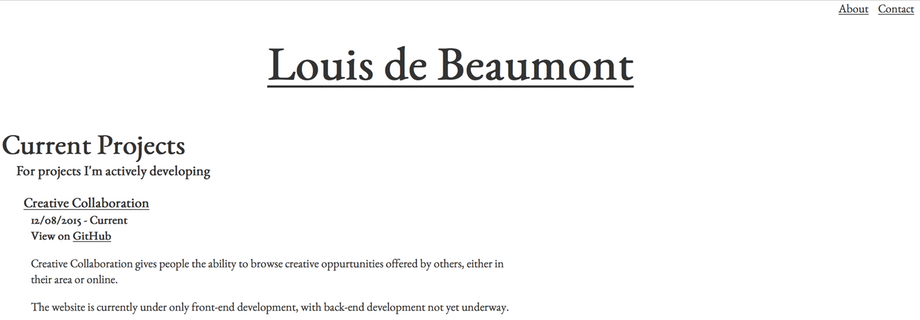 About Contact
Louis de Beaumont
Current Projects
For projects I'm actively developing
Creative Collaboration
12/08/2015 - Current
View on GitHub
Creative Collaboration gives people the ability to browse creative oppurtunities offered by others, either in
their area or online.
The website is currently under only front-end development, with back-end development not yet underway.